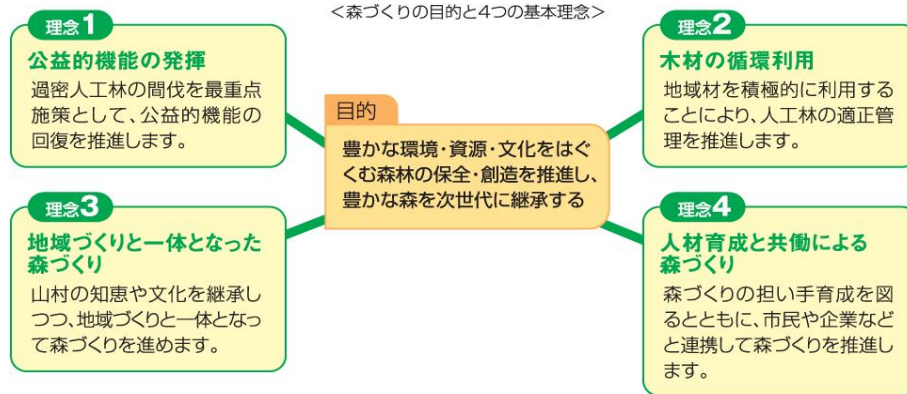 <森づくりの目的と4つの基本理念>
理念1
公益的機能の発揮
過密人工林の間伐を最重点
施策として、公益的機能の
回復を推進します。
理念2
木材の循環利用
地域材を積極的に利用する
ことにより、人工林の適正管
理を推進します。
目的
豊かな環境・資源・文化をはぐ
くむ森林の保全・創造を推進し、
豊かな森を次世代に継承する
理念3
地域づくりと一体となった
森づくり
山村の知恵や文化を継承し
つつ、地域づくりと一体となっ
て森づくりを進めます。
理念4
人材育成と共働による
森づくり
森づくりの担い手育成を図
るとともに、市民や企業など
と連携して森づくりを推進し
ます。